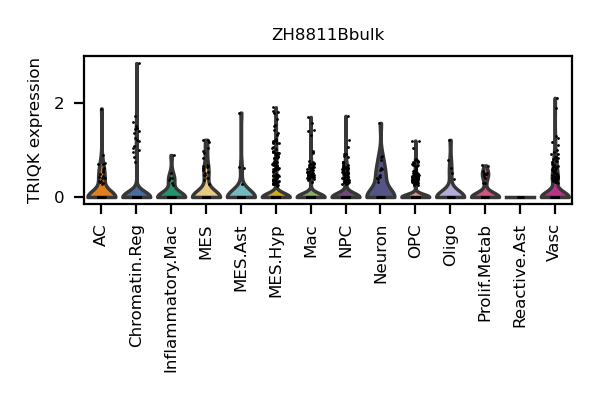 ZH8811Bbulk
TRIQK expression
2
0
AC
Chromatin.Reg
Inflammatory.Mac
MES
MES.Ast
MES.Hyp
Mac
NPC
Neuron
OPC
Oligo
Prolif.Metab
Reactive.Ast
Vasc